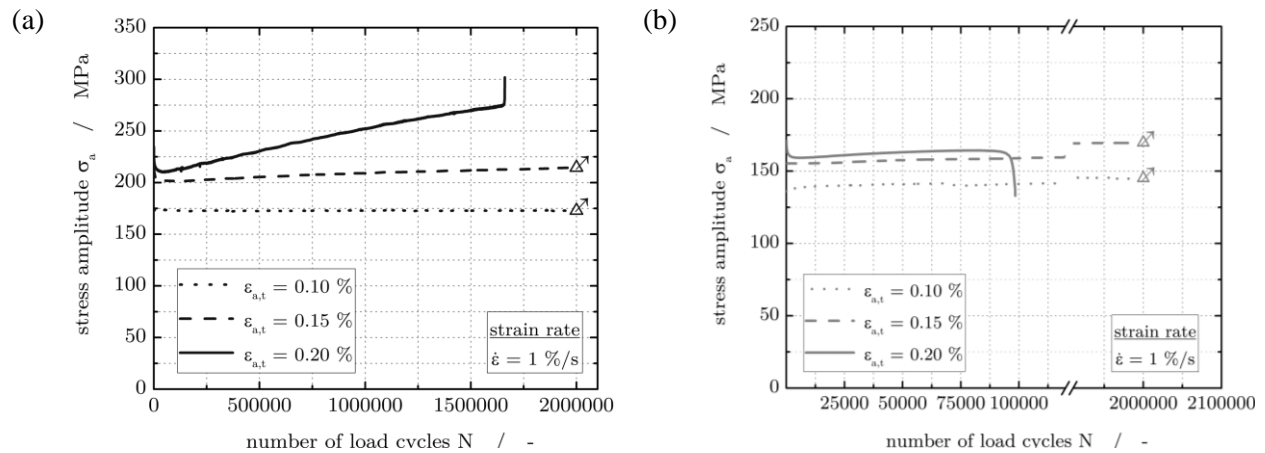 (a)
350
300
250
200
150
100
50
0
stress amplitude σa / MPa
εa,t = 0.10 %
εa,t = 0.15 %
εa,t = 0.20 %
strain rate
ε̇ = 1 %/s
0 500000 1000000 1500000 2000000
number of load cycles N / -
(b)
250
200
150
100
50
0
stress amplitude σa / MPa
εa,t = 0.10 %
εa,t = 0.15 %
εa,t = 0.20 %
strain rate
ε̇ = 1 %/s
25000 50000 75000 100000 2000000 2100000
number of load cycles N / -